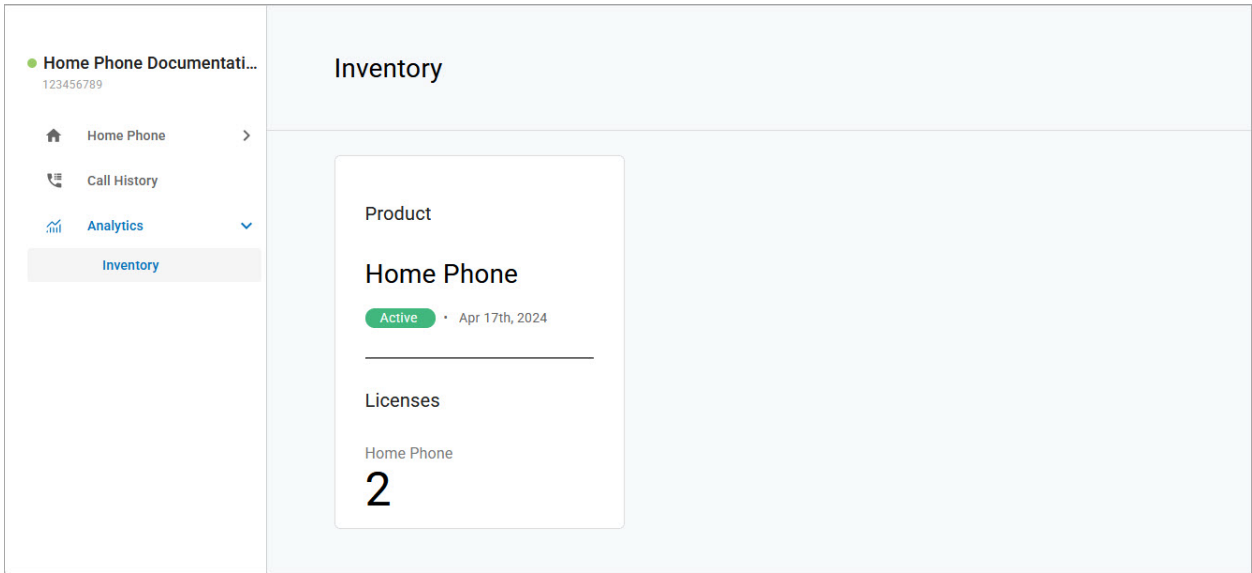 Home Phone Documentati...
123456789
Home Phone
Call History
Analytics
Inventory
Inventory
Product
Home Phone
Active • Apr 17th, 2024
Licenses
Home Phone
2